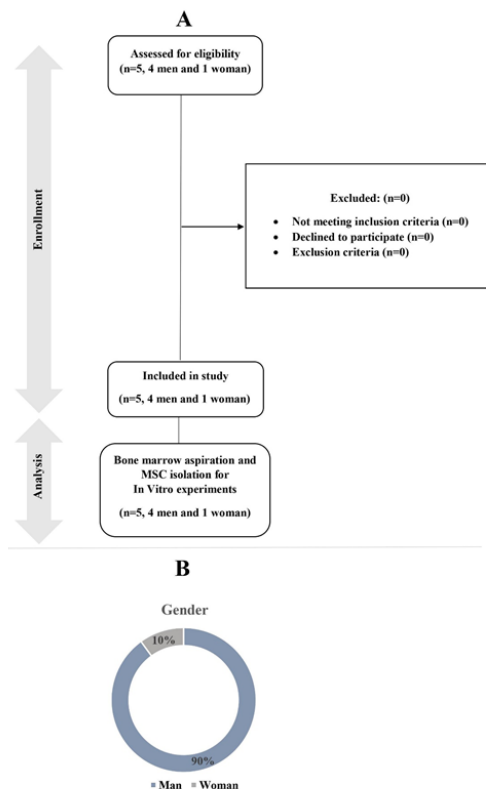 A
Assessed for eligibility
(n=5, 4 men and 1 woman)
Enrollment
Excluded: (n=0)
• Not meeting inclusion criteria (n=0)
• Declined to participate (n=0)
• Exclusion criteria (n=0)
Included in study
(n=5, 4 men and 1 woman)
Analysis
Bone marrow aspiration and
MSC isolation for
In Vitro experiments
(n=5, 4 men and 1 woman)
B
Gender
10%
90%
Man Woman